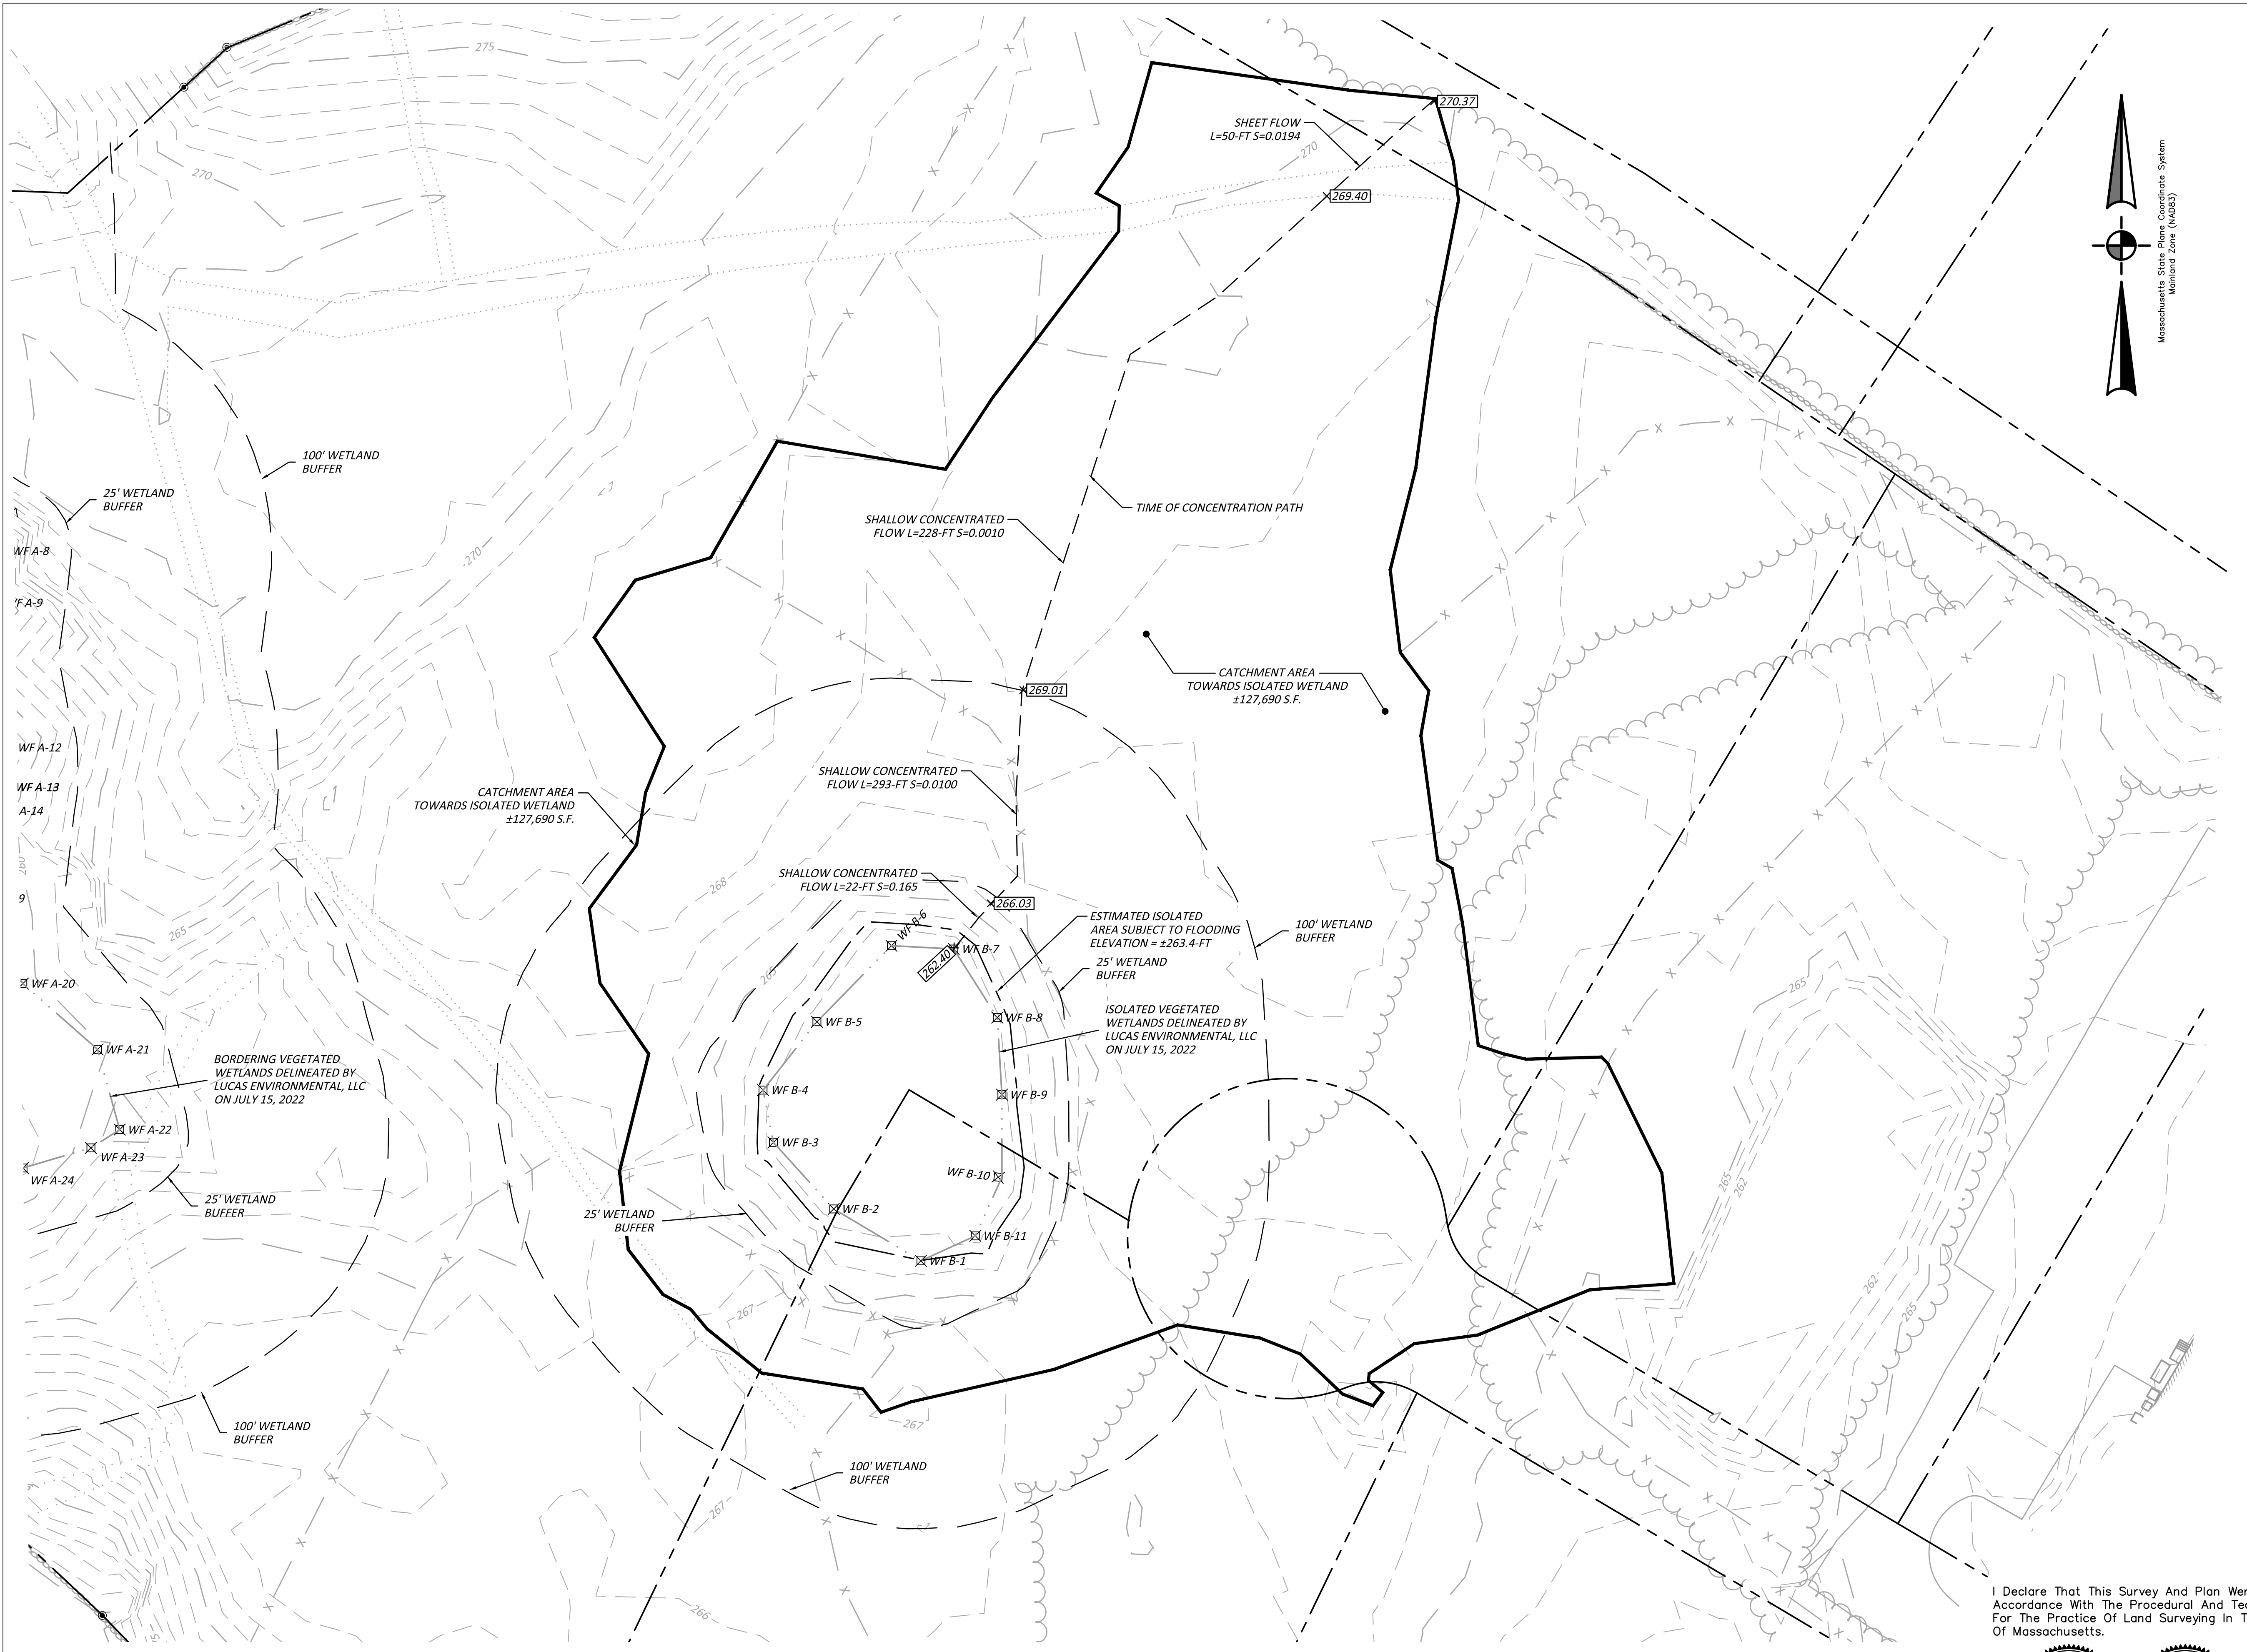 275
270
SHEET FLOW
L=50-FT S=0.0194
270.37
270
269.40
Massachusetts State Plane Coordinate System
Mainland Zone (NAD83)
100' WETLAND
BUFFER
25' WETLAND
BUFFER
WF A-8
F A-9
270
SHALLOW CONCENTRATED
FLOW L=228-FT S=0.0010
TIME OF CONCENTRATION PATH
269.01
CATCHMENT AREA
TOWARDS ISOLATED WETLAND
±127,690 S.F.
WF A-12
WF A-13
A-14
260
9
CATCHMENT AREA
TOWARDS ISOLATED WETLAND
±127,690 S.F.
SHALLOW CONCENTRATED
FLOW L=293-FT S=0.0100
268
SHALLOW CONCENTRATED
FLOW L=22-FT S=0.165
266.03
265
WF B-6
WF B-7
262.40
265
ESTIMATED ISOLATED
AREA SUBJECT TO FLOODING
ELEVATION = ±263.4-FT
100' WETLAND
BUFFER
25' WETLAND
BUFFER
265
WF A-20
WF B-5
WF B-8
ISOLATED VEGETATED
WETLANDS DELINEATED BY
LUCAS ENVIRONMENTAL, LLC
ON JULY 15, 2022
WF A-21
BORDERING VEGETATED
WETLANDS DELINEATED BY
LUCAS ENVIRONMENTAL, LLC
ON JULY 15, 2022
WF B-4
WF B-9
WF A-22
WF A-23
WF B-3
WF A-24
WF B-10
265
262
25' WETLAND
BUFFER
25' WETLAND
BUFFER
WF B-2
WF B-11
WF B-1
262
265
267
267
100' WETLAND
BUFFER
100' WETLAND
BUFFER
267
266
I Declare That This Survey And Plan Wer
Accordance With The Procedural And Te
For The Practice Of Land Surveying In T
Of Massachusetts.